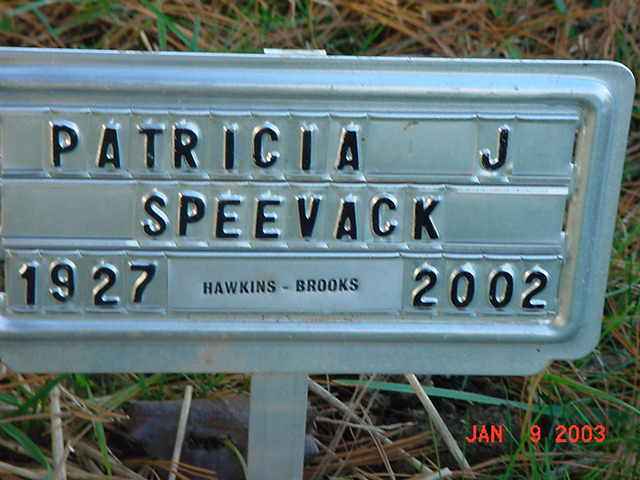 PATRICIA J
SPEEVACK
1927 HAWKINS - BROOKS 2002
JAN 9 2003